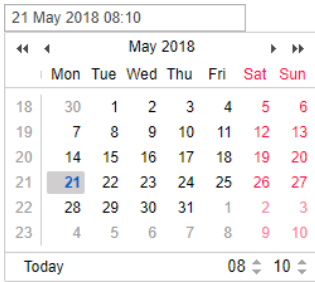 21 May 2018 08:10
May 2018
Mon Tue Wed Thu Fri Sat Sun
18 30 1 2 3 4 5 6
19 7 8 9 10 11 12 13
20 14 15 16 17 18 19 20
21 21 22 23 24 25 26 27
22 28 29 30 31 1 2 3
23 4 5 6 7 8 9 10
Today 08 10